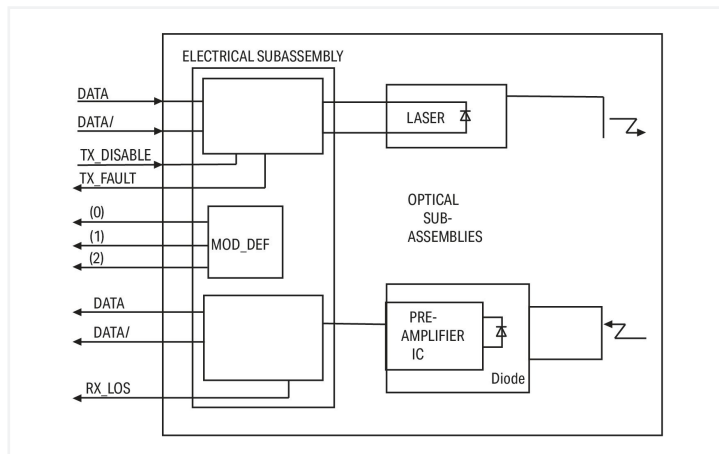 ELECTRICAL SUBASSEMBLY
DATA
DATA/
TX_DISABLE
TX_FAULT
LASER
(0)
(1)
(2)
MOD_DEF
OPTICAL
SUB-
ASSEMBLIES
DATA
DATA/
RX_LOS
PRE-
AMPLIFIER
IC
Diode